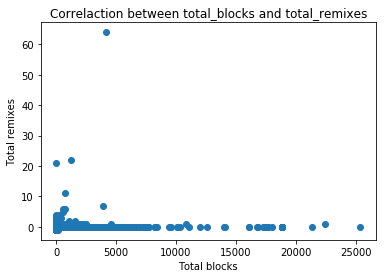 Correlaction between total_blocks and total_remixes
60
50
40
30
20
10
0
Total remixes
0 5000 10000 15000 20000 25000
Total blocks